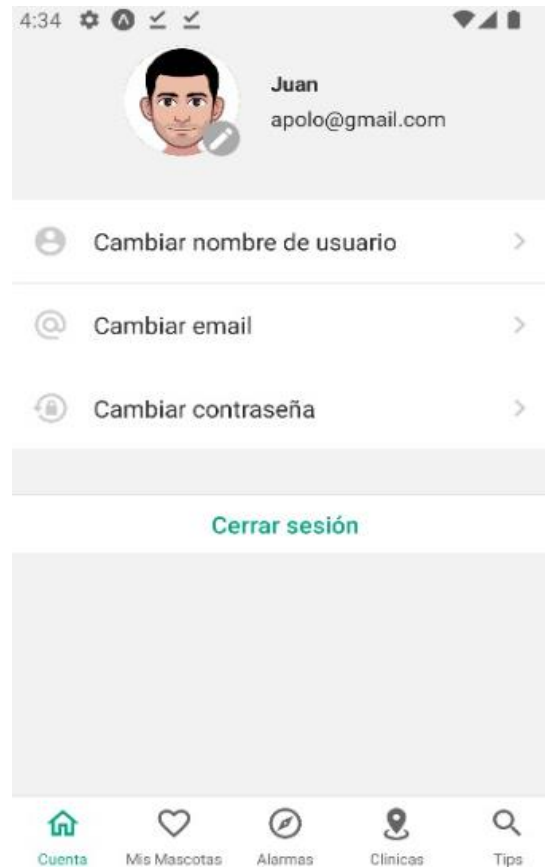 4:34
Juan
apolo@gmail.com
Cambiar nombre de usuario
Cambiar email
Cambiar contraseña
Cerrar sesión
Cuenta Mis Mascotas Alarmas Clinicas Tips